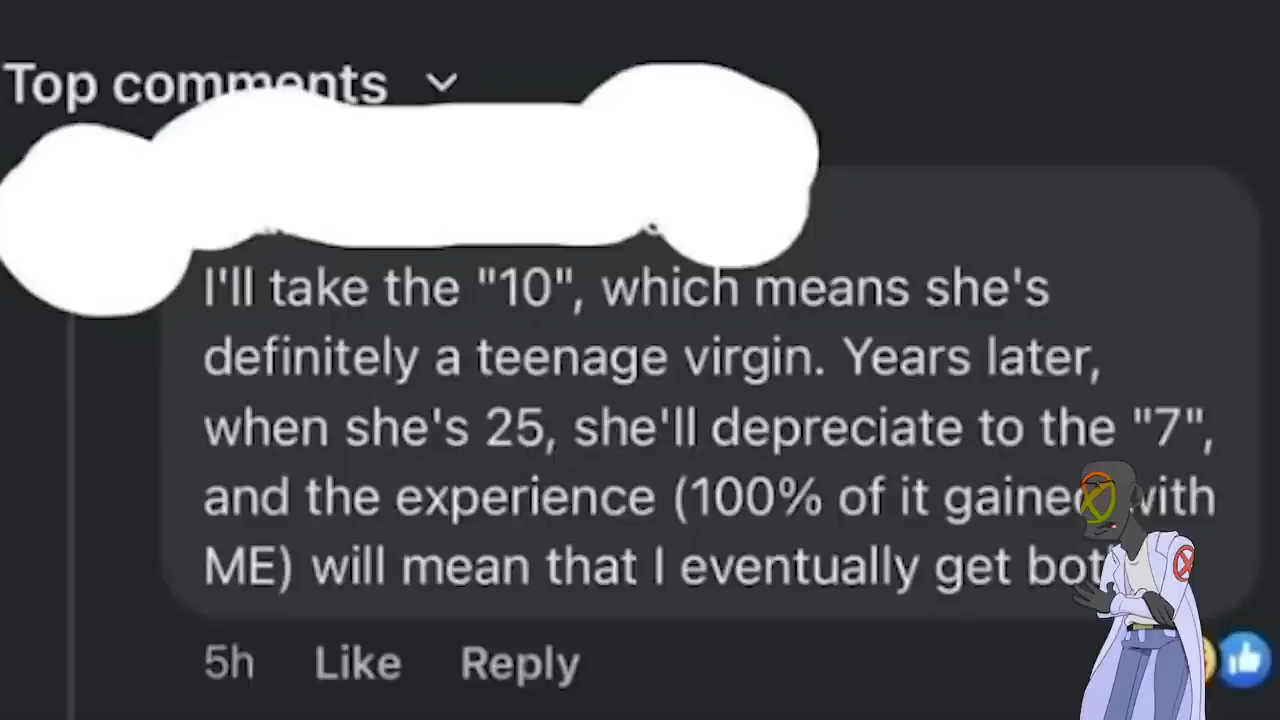 Top comments
I'll take the "10", which means she's
definitely a teenage virgin. Years later,
when she's 25, she'll depreciate to the "7",
and the experience (100% of it gained with
ME) will mean that I eventually get
5h Like Reply